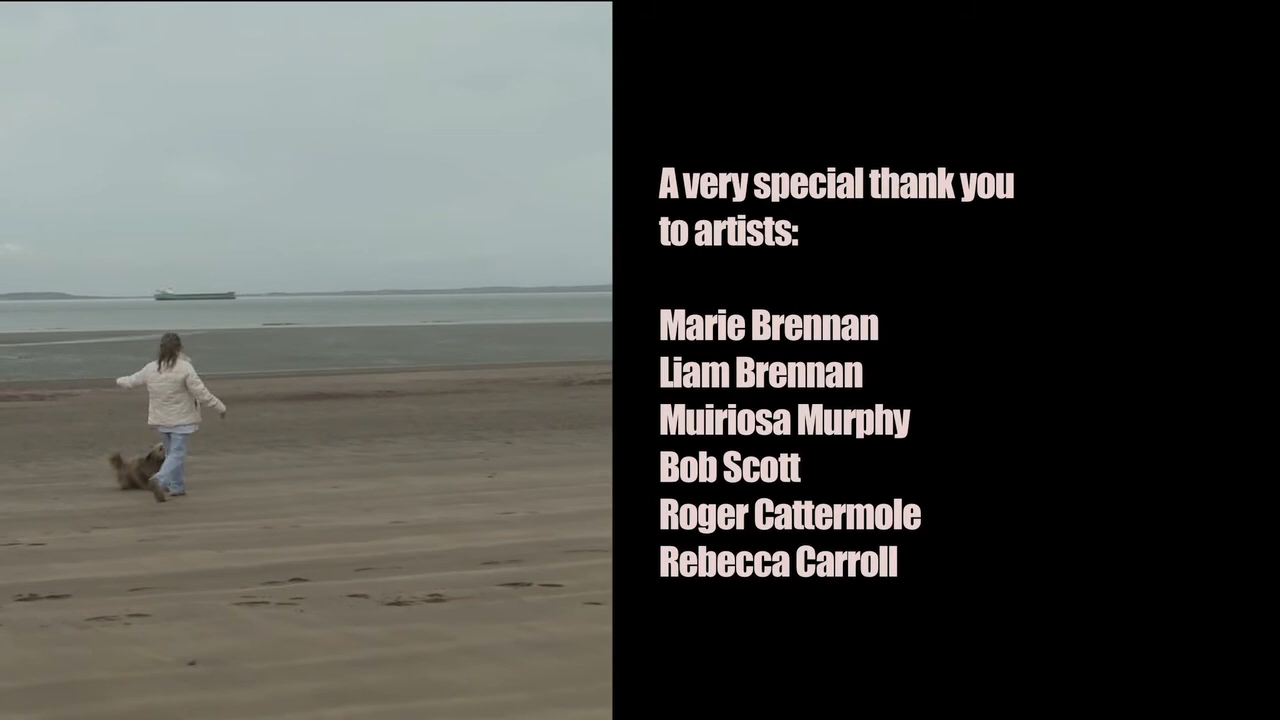 A very special thank you
to artists:
Marie Brennan
Liam Brennan
Muiriosa Murphy
Bob Scott
Roger Cattermole
Rebecca Carroll